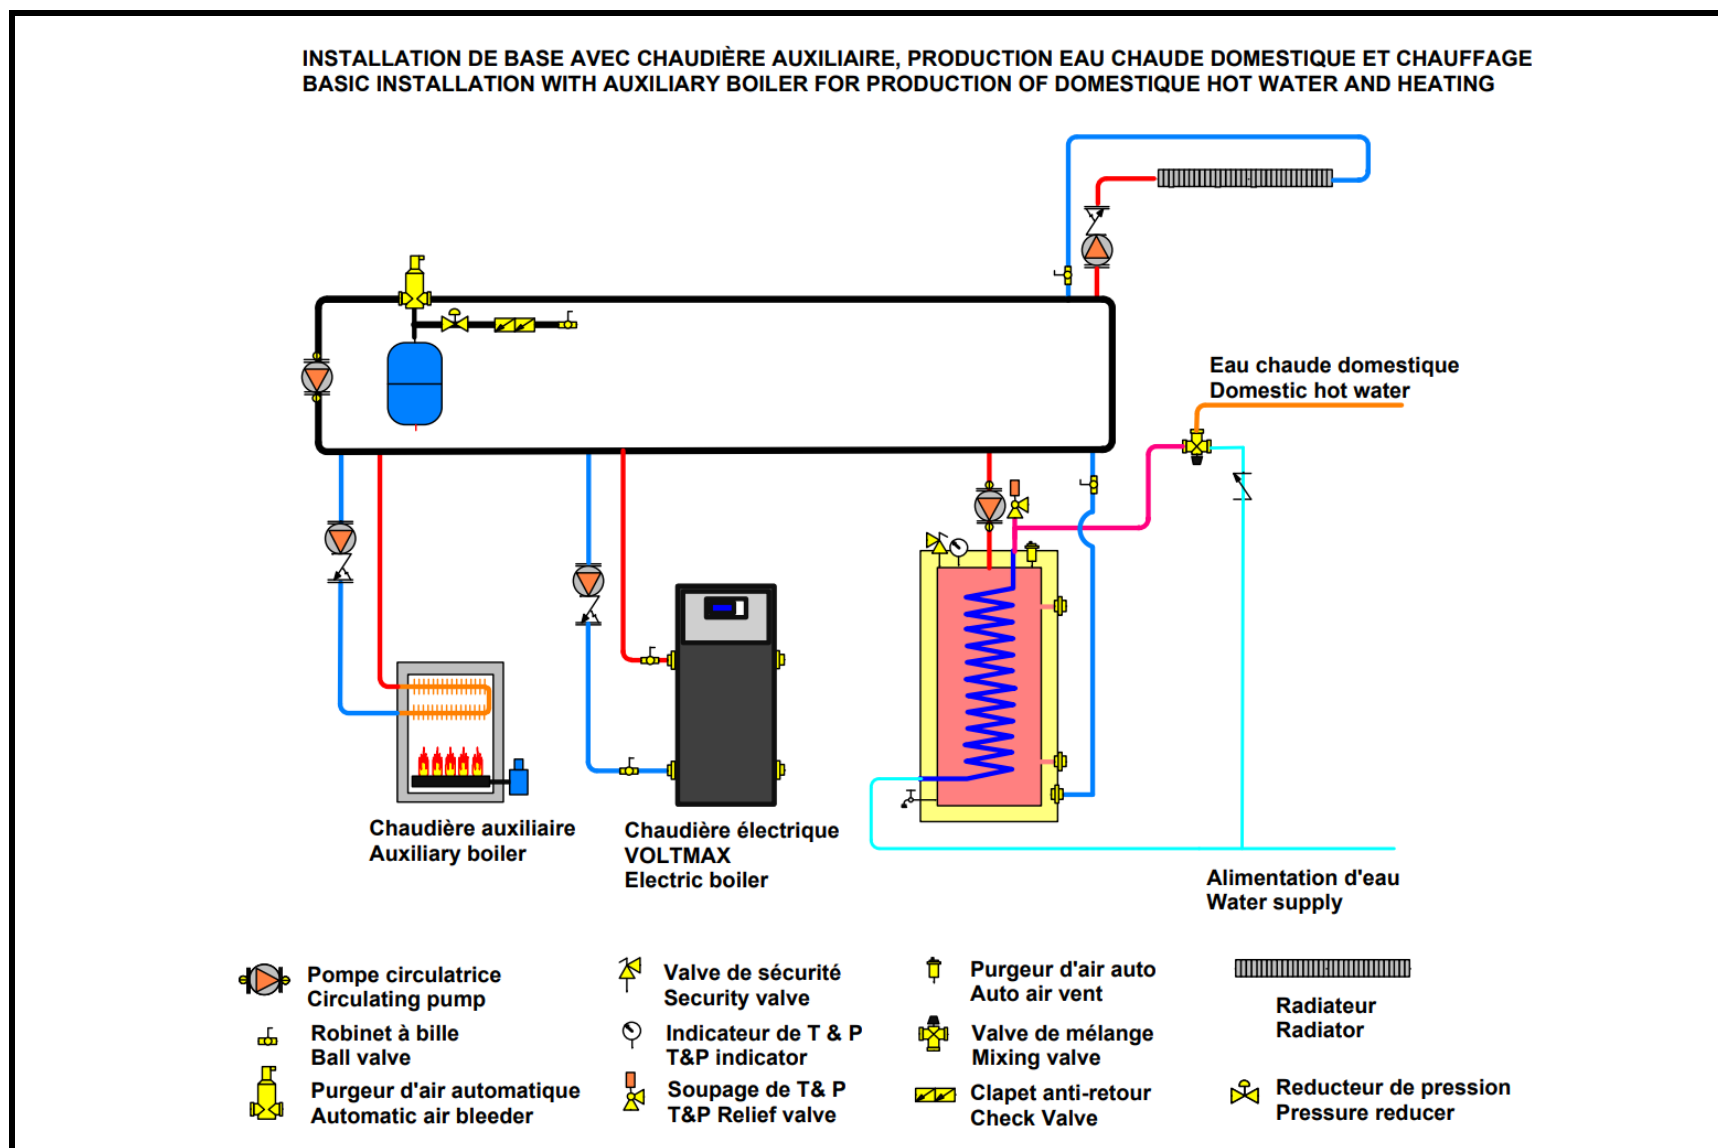 INSTALLATION DE BASE AVEC CHAUDIÈRE AUXILIAIRE, PRODUCTION EAU CHAUDE DOMESTIQUE ET CHAUFFAGE
BASIC INSTALLATION WITH AUXILIARY BOILER FOR PRODUCTION OF DOMESTIQUE HOT WATER AND HEATING
Eau chaude domestique
Domestic hot water
Chaudière auxiliaire
Auxiliary boiler
Chaudière électrique
VOLTMAX
Electric boiler
Alimentation d'eau
Water supply
Pompe circulatrice
Circulating pump
Robinet à bille
Ball valve
Purgeur d'air automatique
Automatic air bleeder
Valve de sécurité
Security valve
Indicateur de T & P
T&P indicator
Soupage de T& P
T&P Relief valve
Purgeur d'air auto
Auto air vent
Valve de mélange
Mixing valve
Clapet anti-retour
Check Valve
Radiateur
Radiator
Reducteur de pression
Pressure reducer